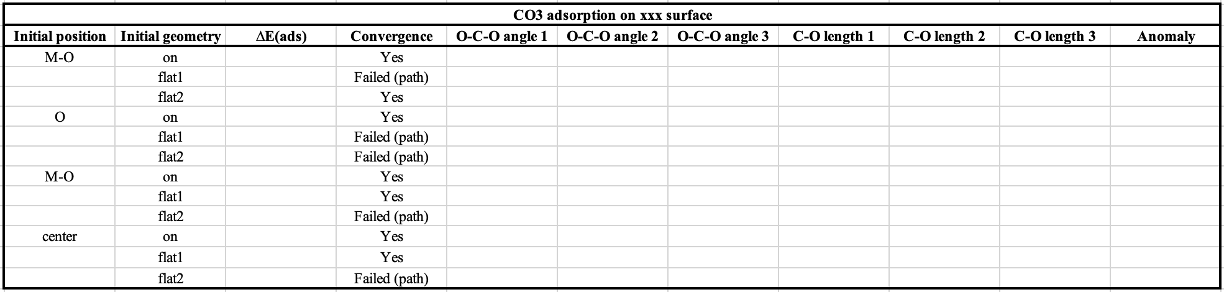 CO3 adsorption on xxx surface
Initial position Initial geometry ΔE(ads) Convergence O-C-O angle 1 O-C-O angle 2 O-C-O angle 3 C-O length 1 C-O length 2 C-O length 3 Anomaly
M-O on Yes
flat1 Failed (path)
flat2 Yes
O on Yes
flat1 Failed (path)
flat2 Failed (path)
M-O on Yes
flat1 Yes
flat2 Failed (path)
center on Yes
flat1 Yes
flat2 Failed (path)